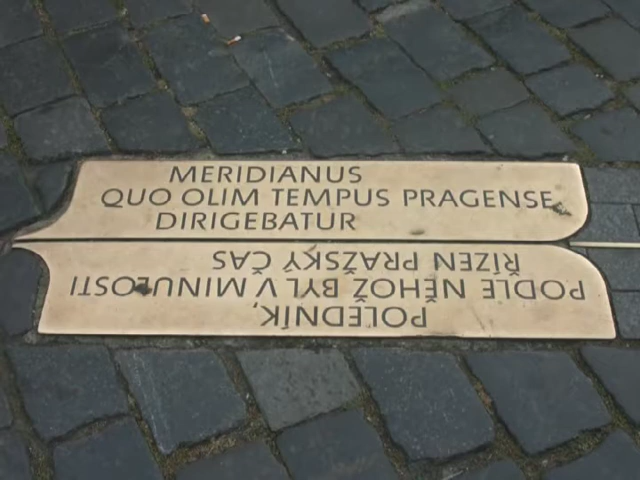 MERIDIANUS
QUO OLIM TEMPUS PRAGENSE
DIRIGEBATUR
POLEDNÍK,
PODLE NĚHOŽ BYL V MINULOSTI
ŘÍZEN PRAŽSKÝ ČAS